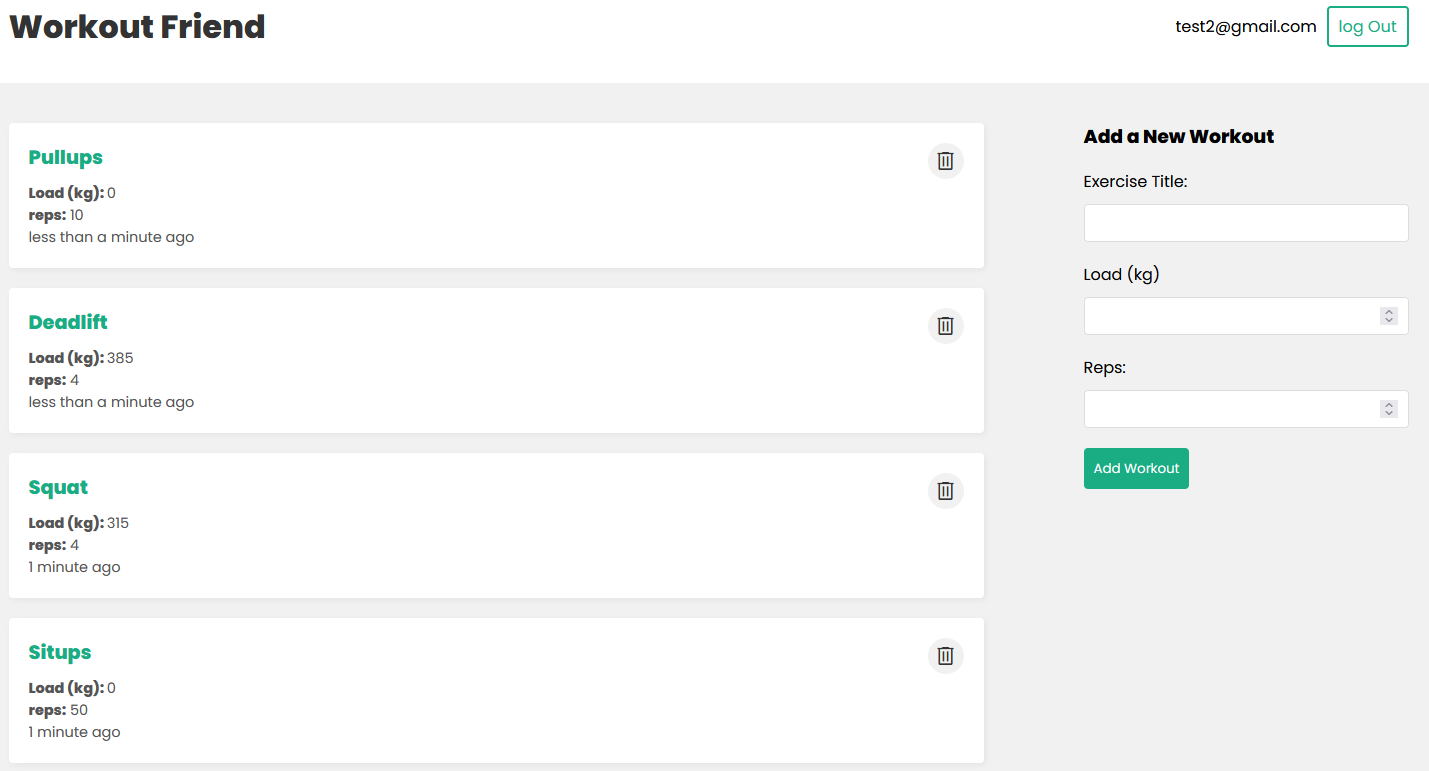 Workout Friend
test2@gmail.com
log Out
Pullups
Load (kg): 0
reps: 10
less than a minute ago
Deadlift
Load (kg): 385
reps: 4
less than a minute ago
Squat
Load (kg): 315
reps: 4
1 minute ago
Situps
Load (kg): 0
reps: 50
1 minute ago
Add a New Workout
Exercise Title:
Load (kg)
Reps:
Add Workout